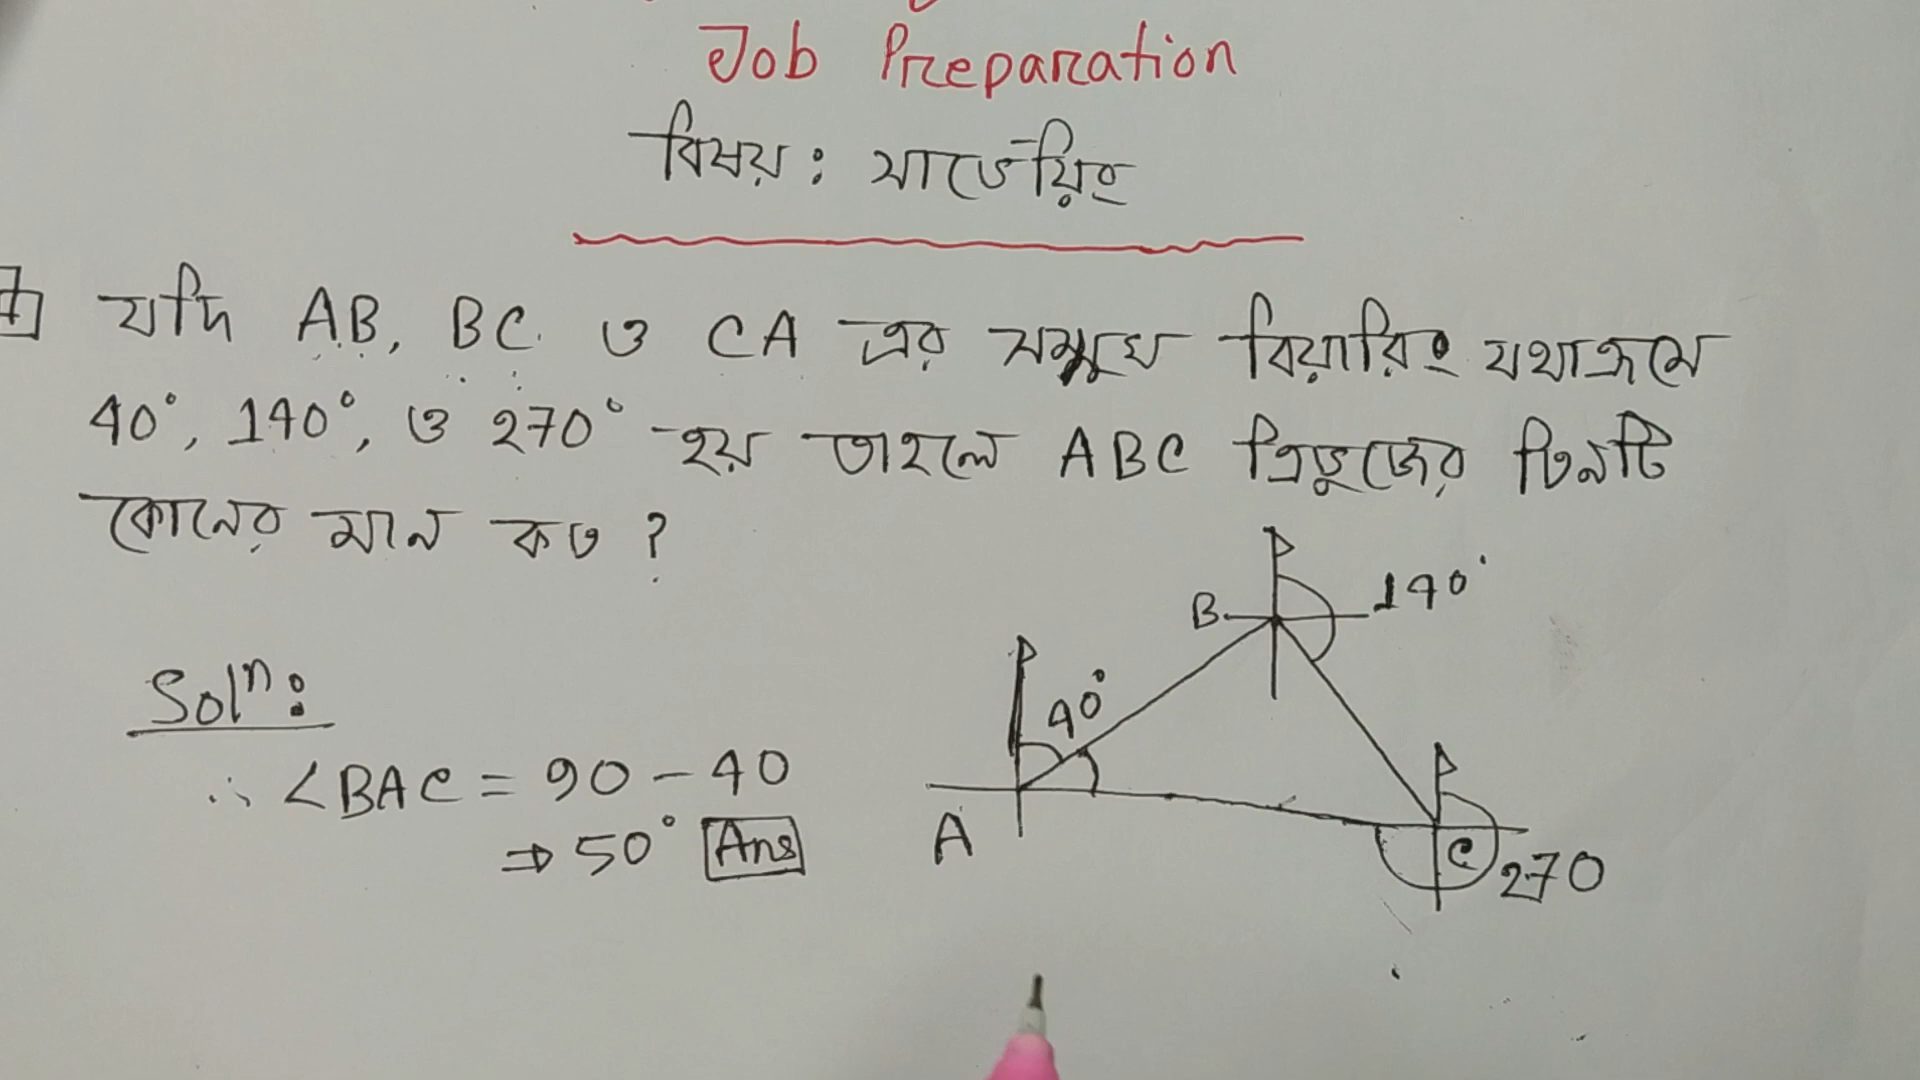 Job Preparation
বিষয়: সার্ভেয়িং
যদি AB, BC ও CA এর সম্মুখ বিয়ারিং যথাক্রমে
40°, 140°, ও 270° হয় তাহলে ABC ত্রিভুজের তিনটি
কোনের মান কত ?
B 140°
Solⁿ:
40°
∴ <BAC = 90 - 40
⇒ 50° Ans
A
C 270